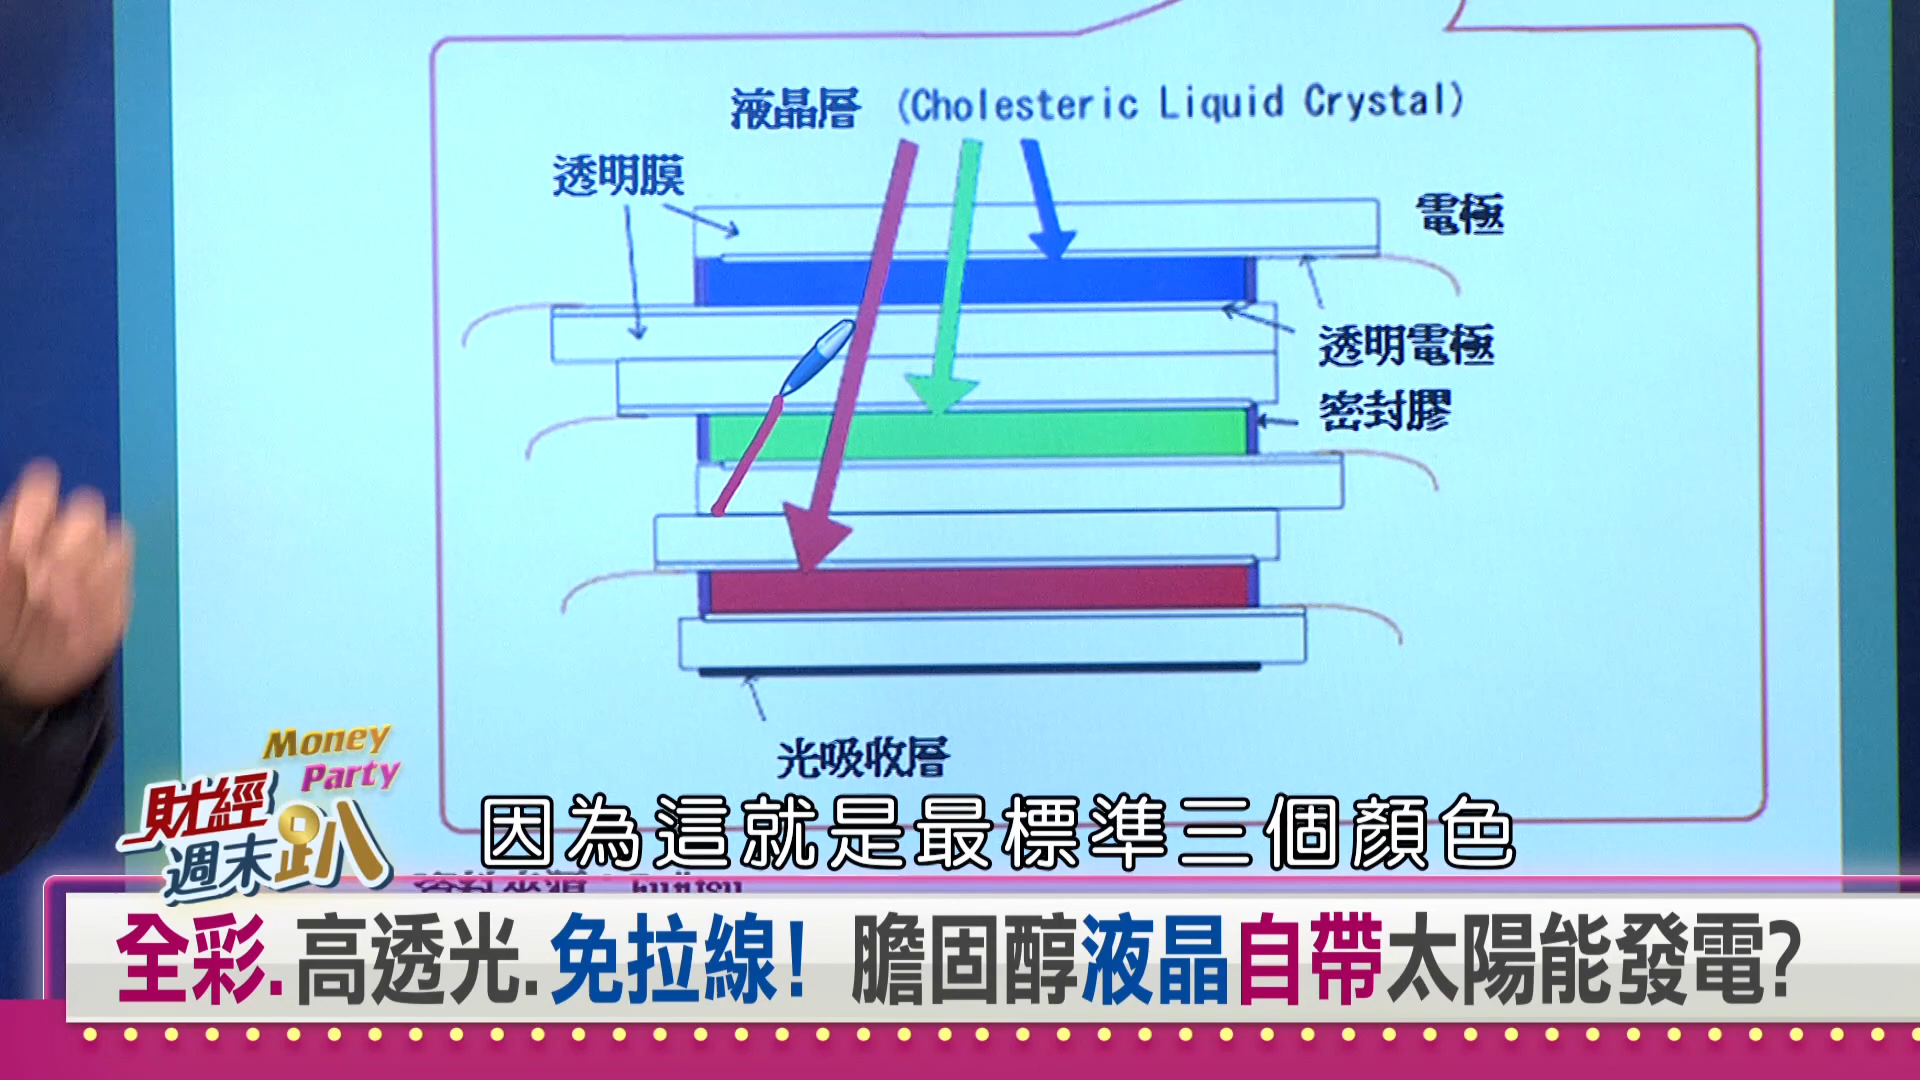 液晶層 (Cholesteric Liquid Crystal)
透明膜
電極
透明電極
密封膠
光吸收層
Money
Party
財經
週末趴
因為這就是最標準三個顏色
全彩.高透光.免拉線! 膽固醇液晶自帶太陽能發電?